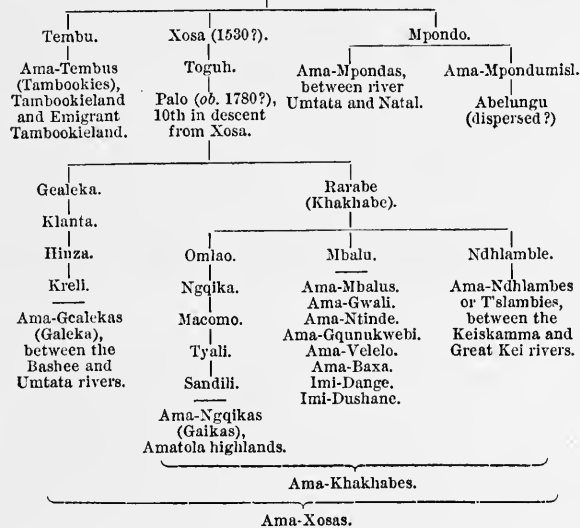 Tembu.
Xosa (1530?).
Mpondo.
Ama-Tembus
(Tambookies),
Tambookieland
and Emigrant
Tambookieland.
Toguh.
Palo (ob. 1780?),
10th in descent
from Xosa.
Ama-Mpondas,
between river
Umtata and Natal.
Ama-Mpondumisl.
Abelungu
(dispersed?)
Gcaleka.
Klanta.
Hinza.
Kreli.
Ama-Gcalekas
(Galeka),
between the
Bashee and
Umtata rivers.
Rarabe
(Khakhabe).
Omlao.
Ngqika.
Macomo.
Tyali.
Sandili.
Ama-Ngqikas
(Gaikas),
Amatola highlands.
Mbalu.
Ama-Mbalus.
Ama-Gwali.
Ama-Ntinde.
Ama-Gqunukwebi.
Ama-Velelo.
Ama-Baxa.
Imi-Dange.
Imi-Dushane.
Ndhlamble.
Ama-Ndhlambes
or T'slambies,
between the
Keiskamma and
Great Kei rivers.
Ama-Khakhabes.
Ama-Xosas.